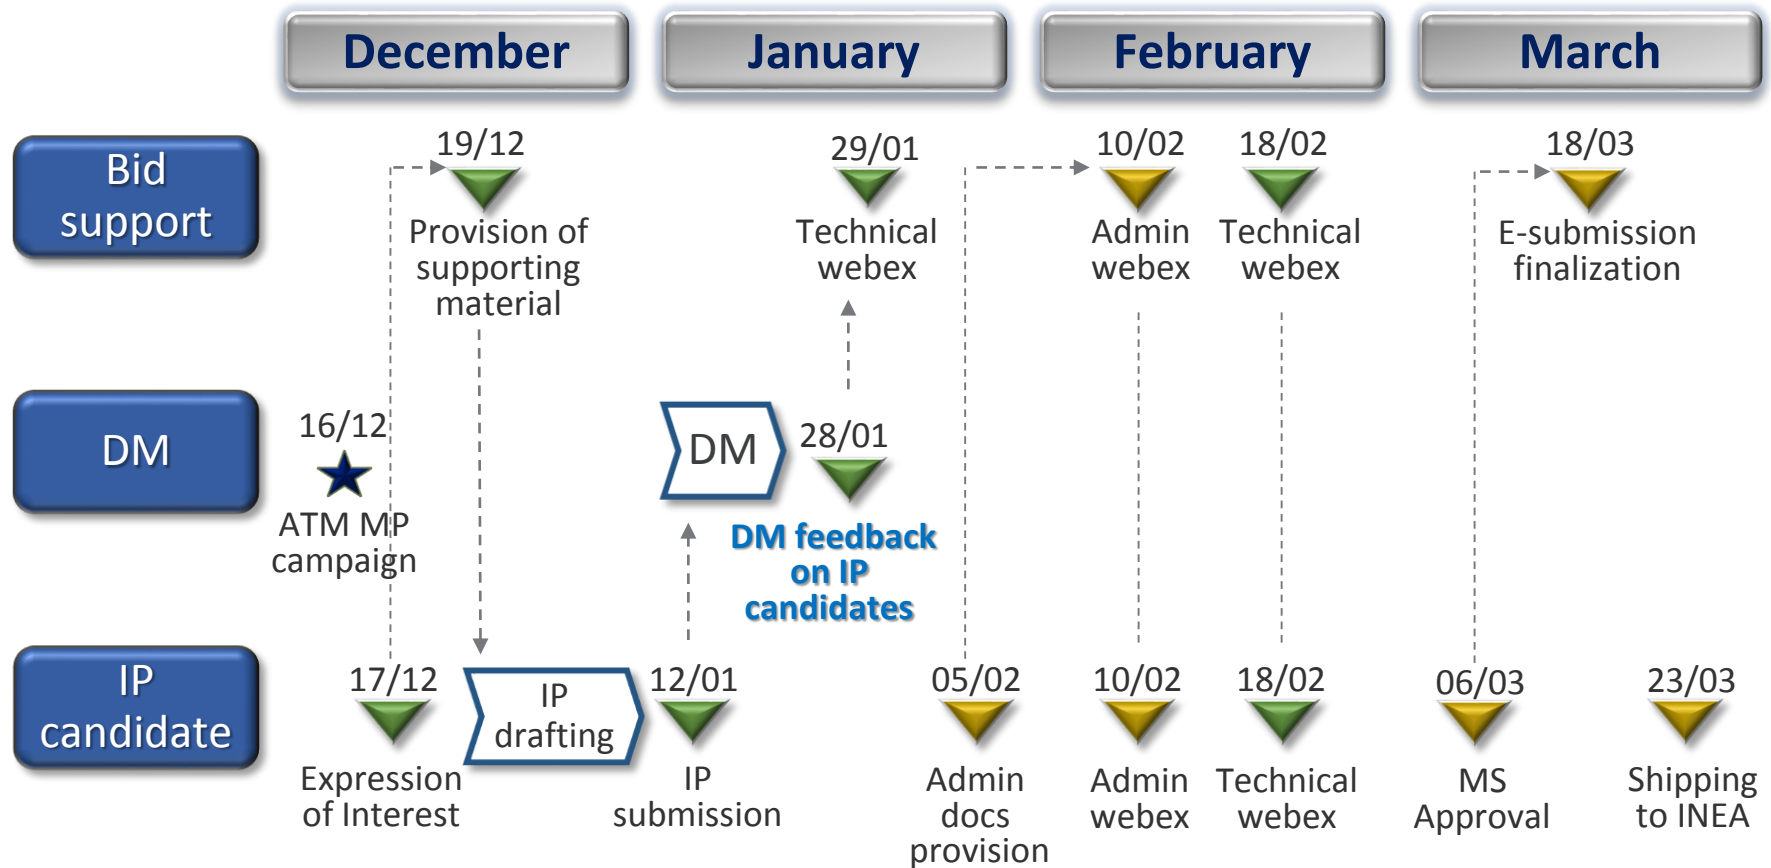 December
January
February
March
Bid
support
19/12
Provision of
supporting
material
29/01
Technical
webex
10/02
Admin
webex
18/02
Technical
webex
18/03
E-submission
finalization
DM
16/12
ATM MP
campaign
DM
28/01
DM feedback
on IP
candidates
IP
candidate
17/12
Expression
of Interest
IP
drafting
12/01
IP
submission
05/02
Admin
docs
provision
10/02
Admin
webex
18/02
Technical
webex
06/03
MS
Approval
23/03
Shipping
to INEA